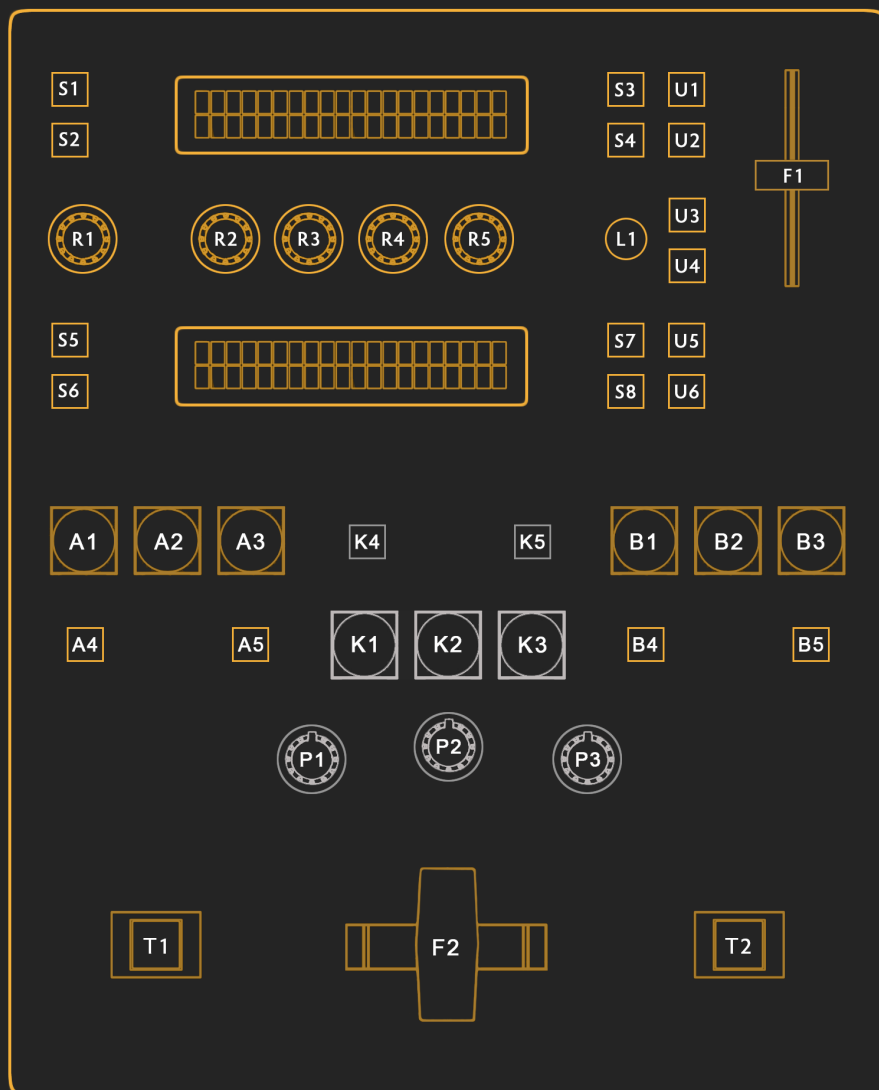 S1 S3 U1
S2 S4 U2
F1
U3
R1 R2 R3 R4 R5 L1
U4
S5 S7 U5
S6 S8 U6
A1 A2 A3 K4 K5 B1 B2 B3
A4 A5 K1 K2 K3 B4 B5
P1 P2 P3
T1 F2 T2